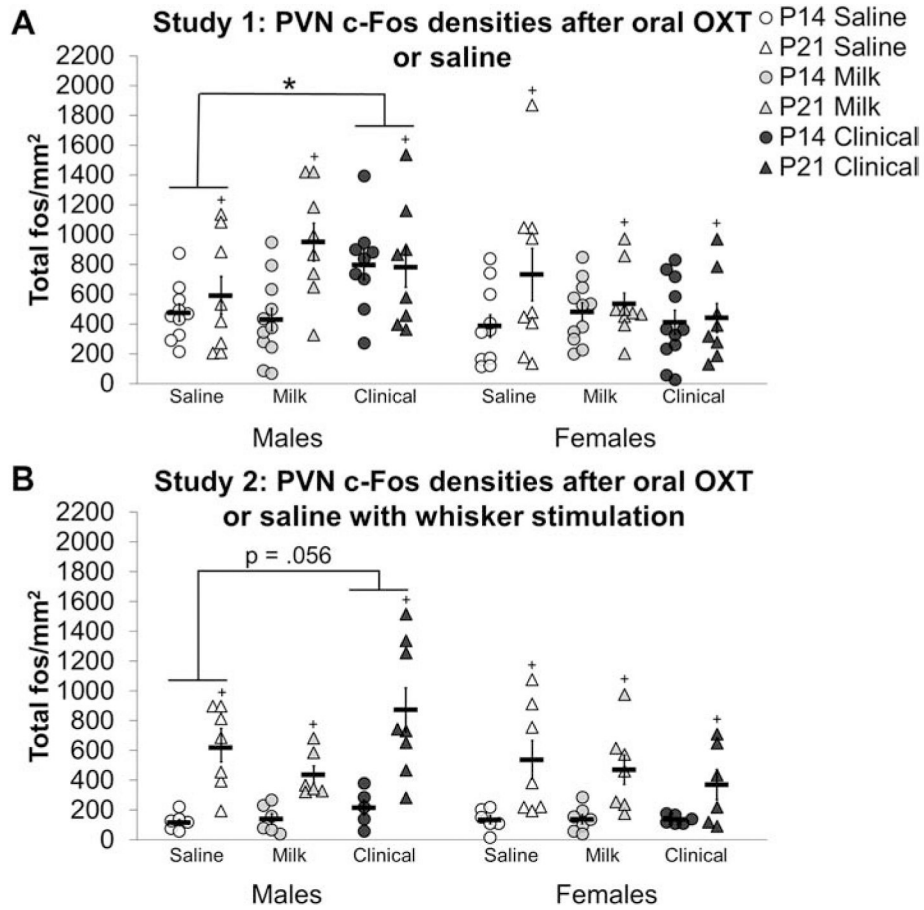 A
Study 1: PVN c-Fos densities after oral OXT
or saline
P14 Saline
P21 Saline
P14 Milk
P21 Milk
P14 Clinical
P21 Clinical
Total fos/mm²
2200
2000
1800
1600
1400
1200
1000
800
600
400
200
0
*
+
+
+
+
+
+
Saline Milk Clinical Saline Milk Clinical
Males Females
B
Study 2: PVN c-Fos densities after oral OXT
or saline with whisker stimulation
Total fos/mm²
2200
2000
1800
1600
1400
1200
1000
800
600
400
200
0
p = .056
+
+
+
+
+
+
Saline Milk Clinical Saline Milk Clinical
Males Females